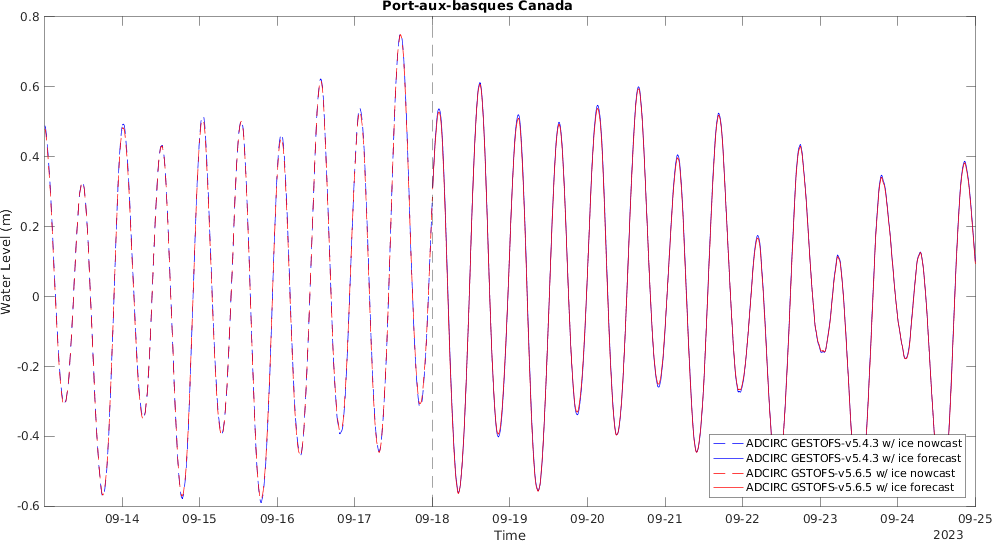 Port-aux-basques Canada
0.8
0.6
0.4
0.2
0
-0.2
-0.4
-0.6
Water Level (m)
ADCIRC GESTOFS-v5.4.3 w/ ice nowcast
ADCIRC GESTOFS-v5.4.3 w/ ice forecast
ADCIRC GSTOFS-v5.6.5 w/ ice nowcast
ADCIRC GSTOFS-v5.6.5 w/ ice forecast
09-14 09-15 09-16 09-17 09-18 09-19 09-20 09-21 09-22 09-23 09-24 09-25
Time
2023